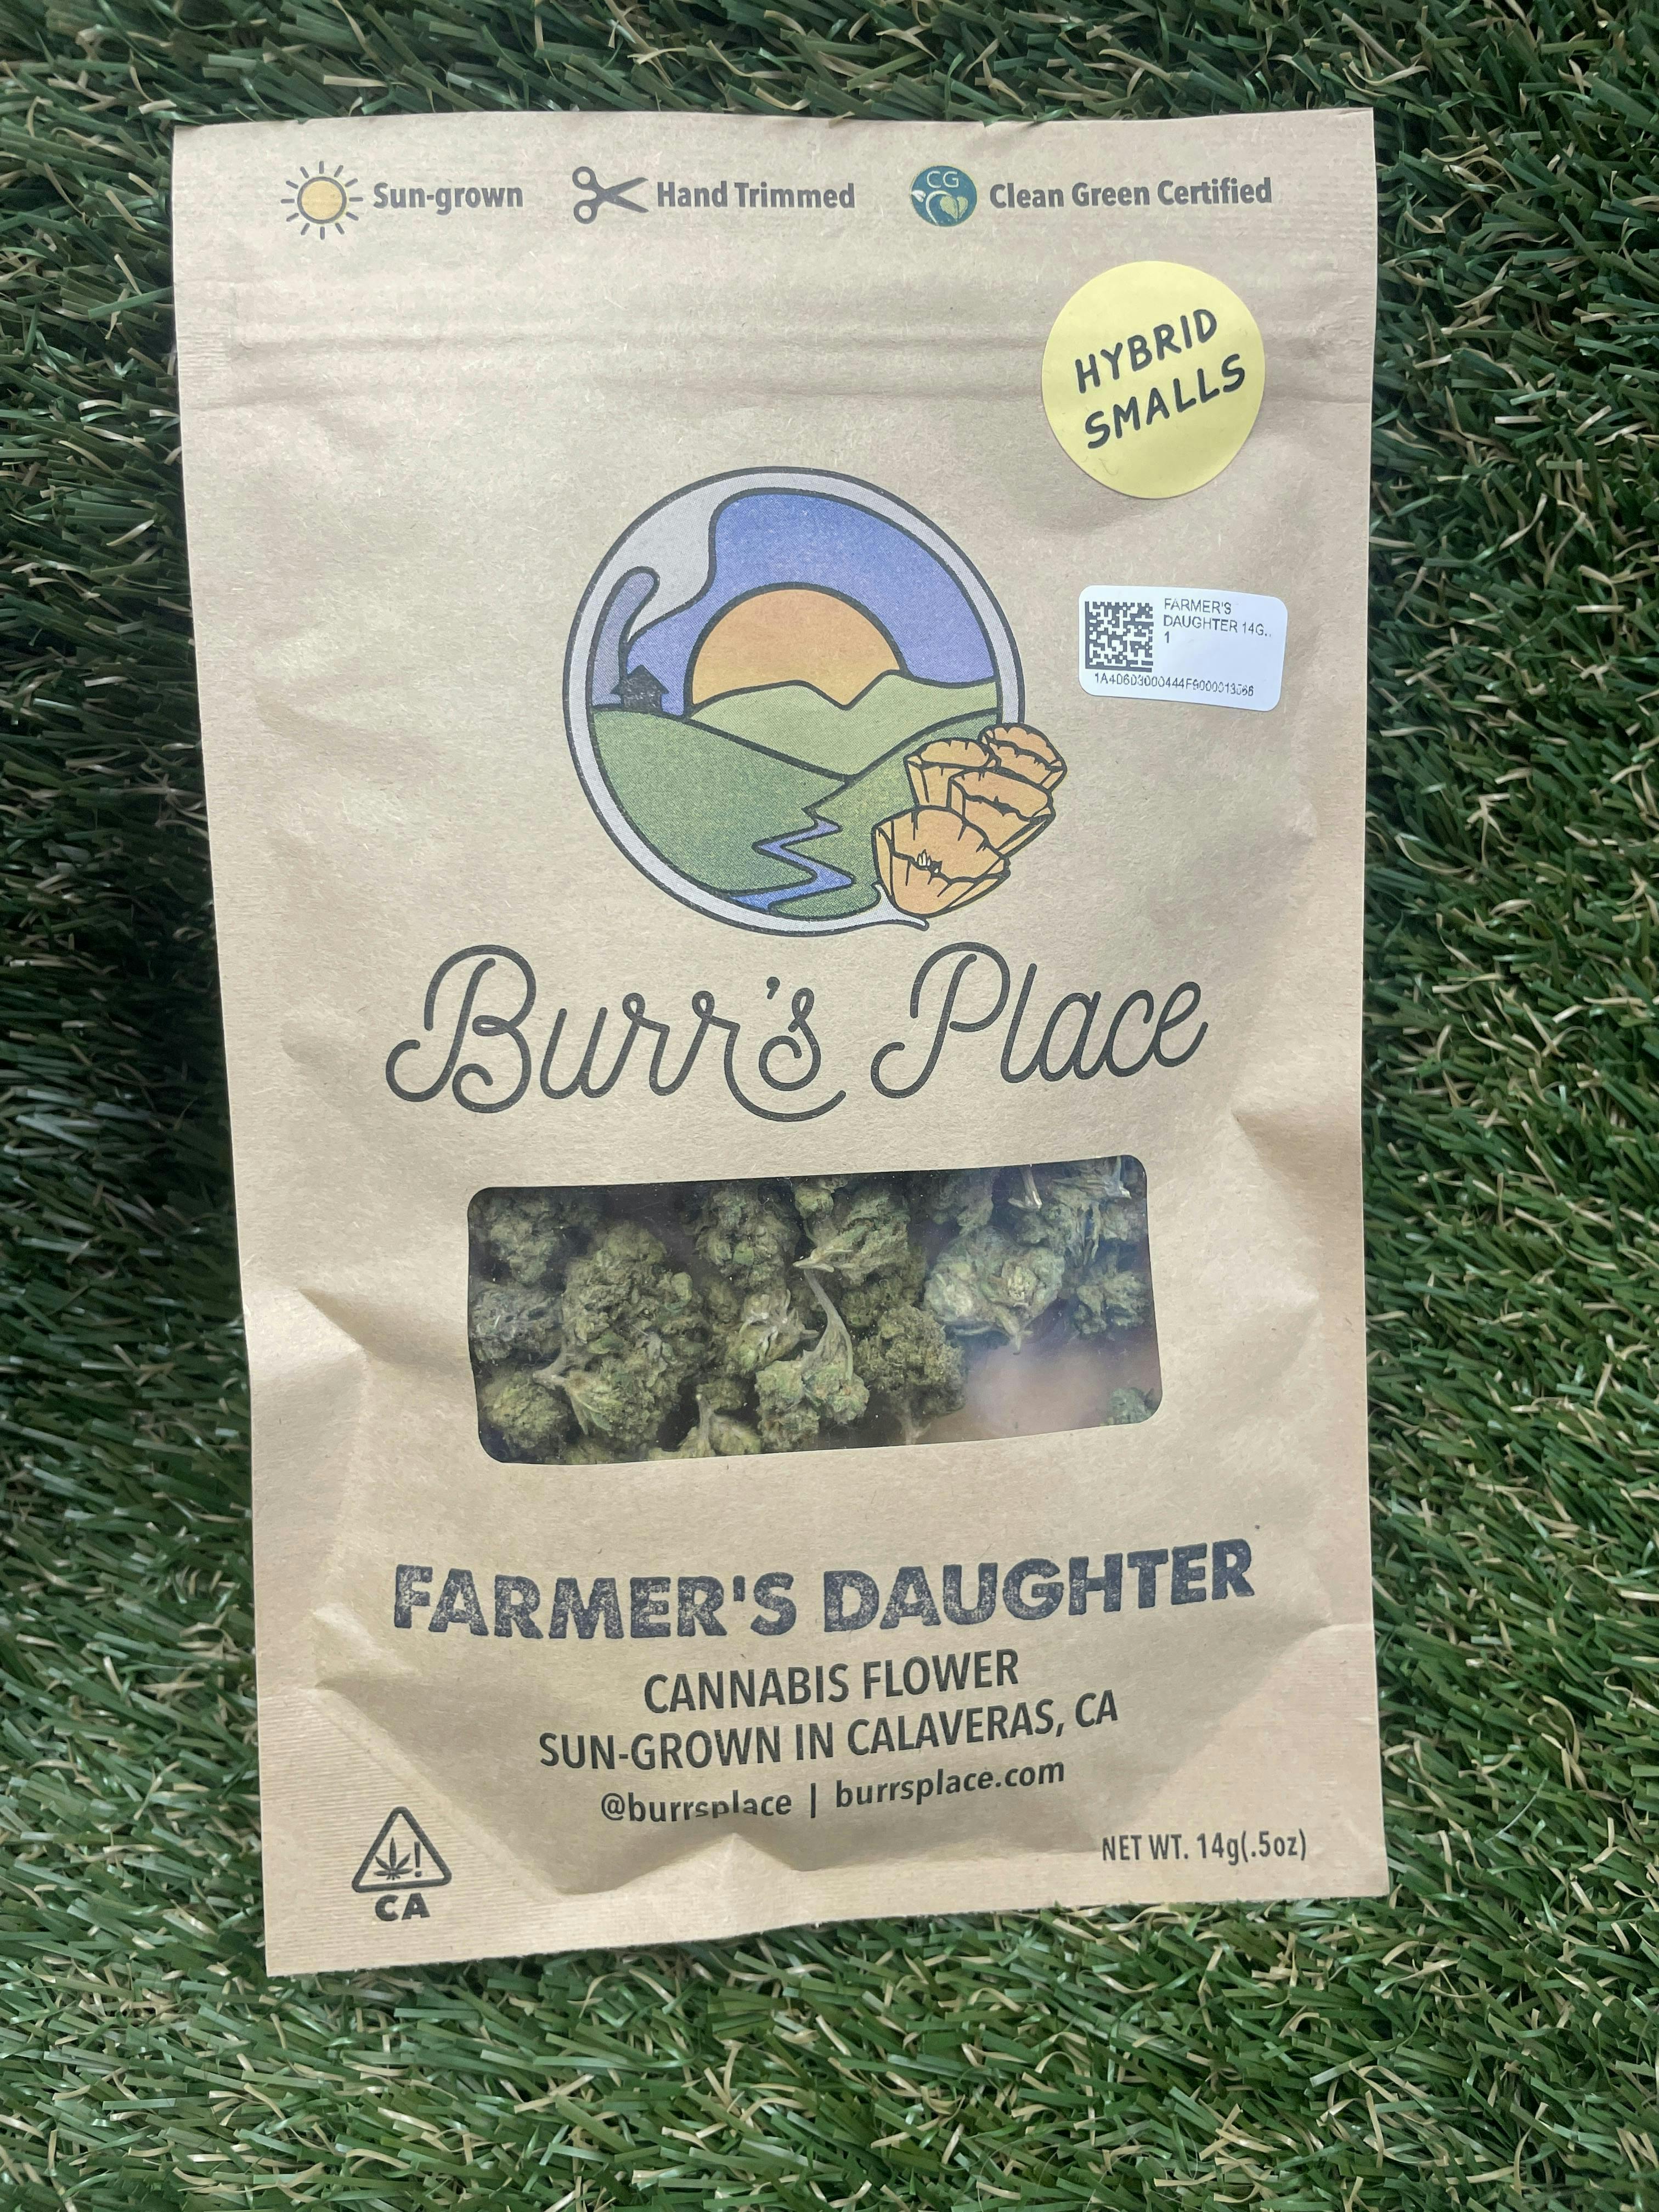 Sun-grown
Hand Trimmed
CG
Clean Green Certified
HYBRID
SMALLS
FARMER'S
DAUGHTER 14G..
1
Burr's Place
FARMER'S DAUGHTER
CANNABIS FLOWER
SUN-GROWN IN CALAVERAS, CA
@burrsplace | burrsplace.com
NET WT. 14g(.5oz)
!
CA